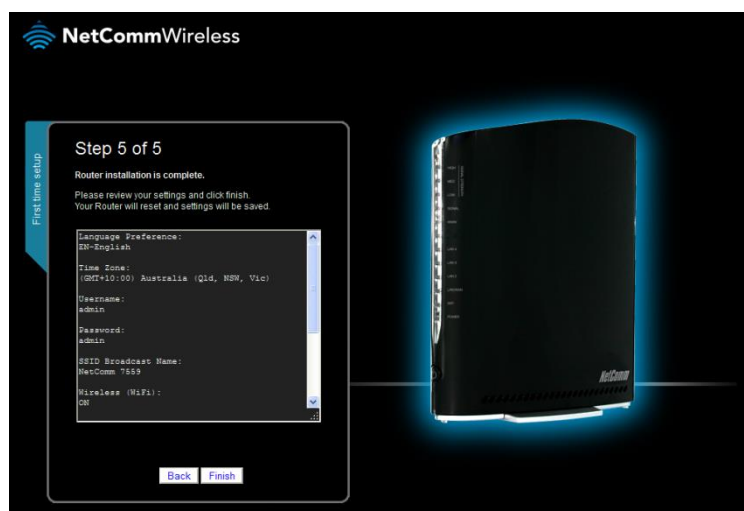 NetCommWireless
First time setup
Step 5 of 5
Router installation is complete.
Please review your settings and click finish.
Your Router will reset and settings will be saved.
Language Preference:
EN-English
Time Zone:
(GMT+10:00) Australia (Qld, NSW, Vic)
Username:
admin
Password:
admin
SSID Broadcast Name:
NetComm 7559
Wireless (WiFi):
ON
Back Finish
NetComm